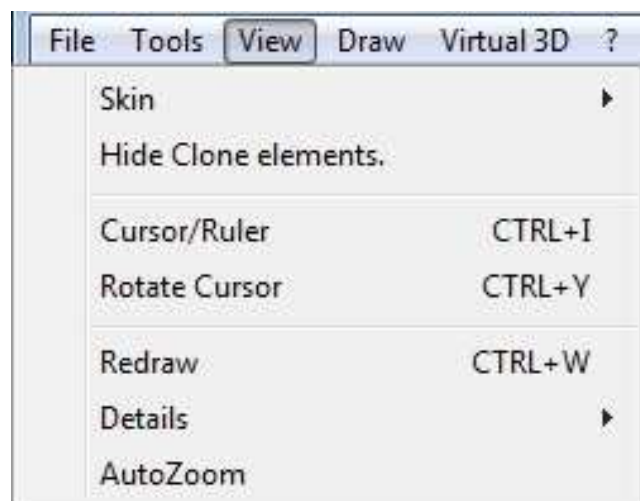 File Tools View Draw Virtual 3D ?
Skin
Hide Clone elements.
Cursor/Ruler CTRL+I
Rotate Cursor CTRL+Y
Redraw CTRL+W
Details
AutoZoom